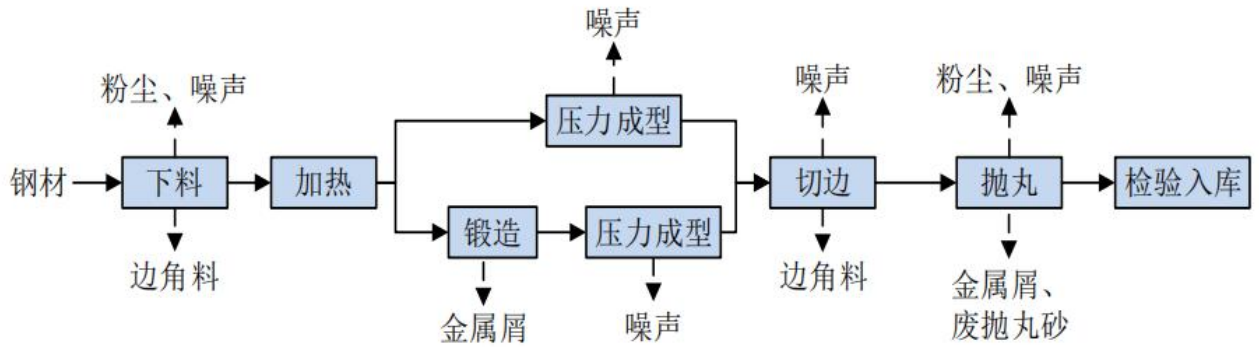 噪声
粉尘、噪声
噪声
粉尘、噪声
压力成型
钢材
下料
加热
切边
抛丸
检验入库
锻造
压力成型
边角料
边角料
金属屑、
废抛丸砂
金属屑
噪声